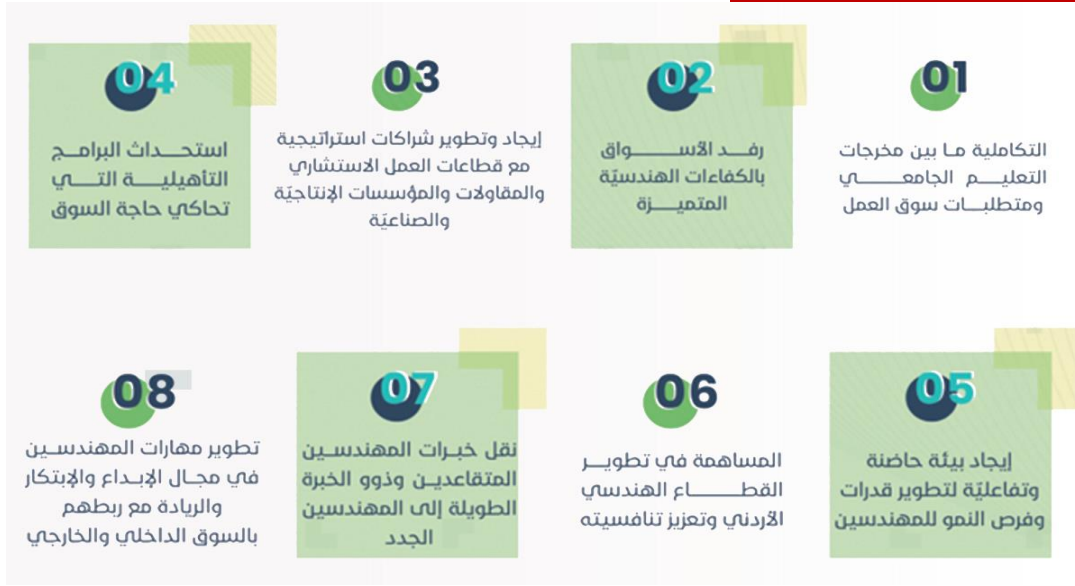 01
التكاملية ما بين مخرجات
التعليم الجامعي
ومتطلبات سوق العمل
02
رفد الأسواق
بالكفاءات الهندسيّة
المتميزة
03
إيجاد وتطوير شراكات استراتيجية
مع قطاعات العمل الاستشاري
والمقاولات والمؤسسات الإنتاجيّة
والصناعيّة
04
استحداث البرامج
التأهيلية التي
تحاكي حاجة السوق
05
إيجاد بيئة حاضنة
وتفاعليّة لتطوير قدرات
وفرص النمو للمهندسين
06
المساهمة في تطوير
القطاع الهندسي
الأردني وتعزيز تنافسيته
07
نقل خبرات المهندسين
المتقاعدين وذوو الخبرة
الطويلة إلى المهندسين
الجدد
08
تطوير مهارات المهندسين
في مجال الإبداع والإبتكار
والريادة مع ربطهم
بالسوق الداخلي والخارجي